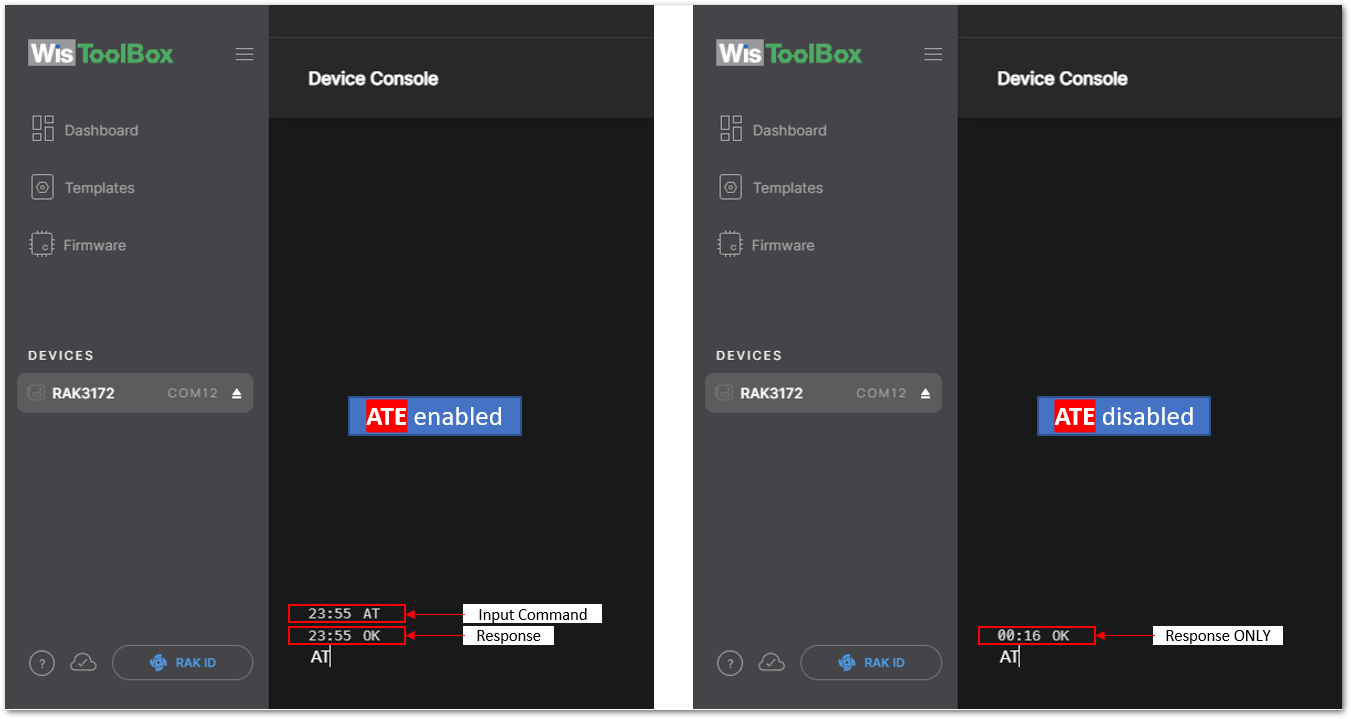 WisToolBox
Device Console
Dashboard
Templates
Firmware
DEVICES
RAK3172 COM12
ATE enabled
23:55 AT
Input Command
23:55 OK
Response
AT
? RAK ID
WisToolBox
Device Console
Dashboard
Templates
Firmware
DEVICES
RAK3172 COM12
ATE disabled
00:16 OK
Response ONLY
AT
? RAK ID